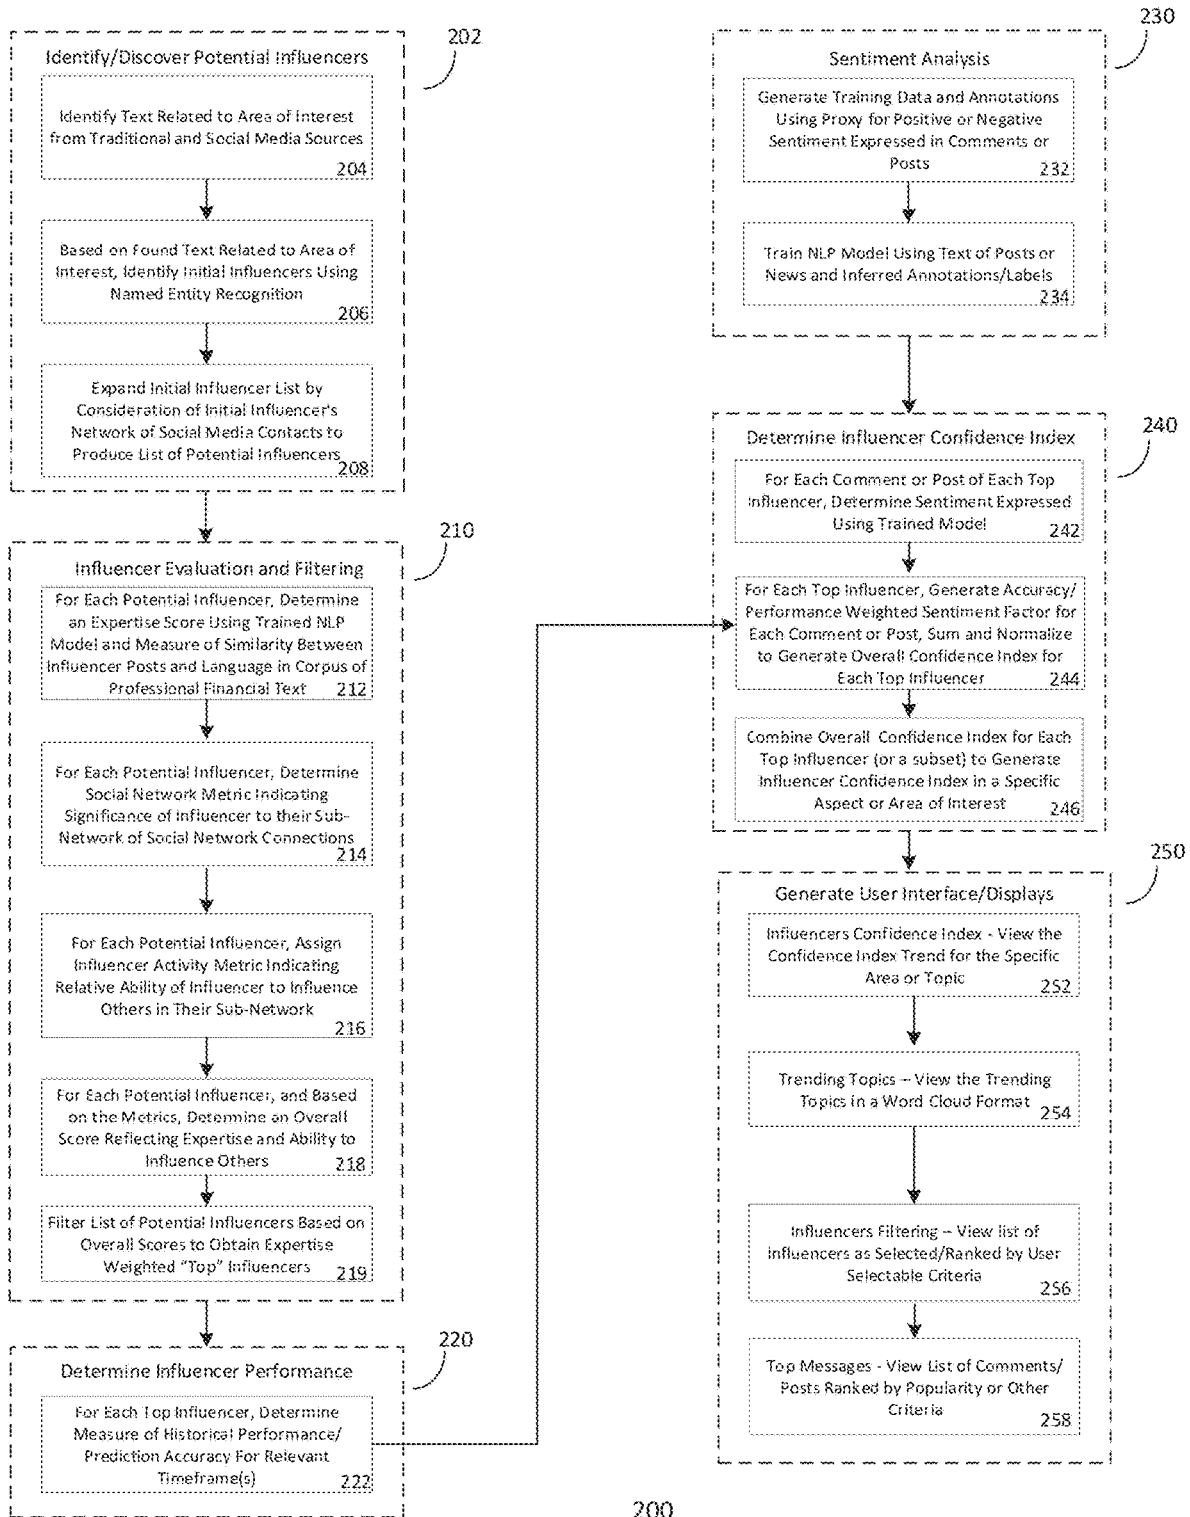 202
Identify/Discover Potential Influencers
Identify Text Related to Area of Interest
from Traditional and Social Media Sources
204
Based on Found Text Related to Area of
Interest, Identify Initial Influencers Using
Named Entity Recognition
206
Expand Initial Influencer List by
Consideration of Initial Influencer's
Network of Social Media Contacts to
Produce List of Potential Influencers
208
210
Influencer Evaluation and Filtering
For Each Potential Influencer, Determine
an Expertise Score Using Trained NLP
Model and Measure of Similarity Between
Influencer Posts and Language in Corpus of
Professional Financial Text
212
For Each Potential Influencer, Determine
Social Network Metric Indicating
Significance of Influencer to their Sub-
Network of Social Network Connections
214
For Each Potential Influencer, Assign
Influencer Activity Metric Indicating
Relative Ability of Influencer to Influence
Others in Their Sub-Network
216
For Each Potential Influencer, and Based
on the Metrics, Determine an Overall
Score Reflecting Expertise and Ability to
Influence Others
218
Filter List of Potential Influencers Based on
Overall Scores to Obtain Expertise
Weighted “Top” Influencers
219
220
Determine Influencer Performance
For Each Top Influencer, Determine
Measure of Historical Performance/
Prediction Accuracy For Relevant
Timeframe(s)
222
230
Sentiment Analysis
Generate Training Data and Annotations
Using Proxy for Positive or Negative
Sentiment Expressed in Comments or
Posts
232
Train NLP Model Using Text of Posts or
News and Inferred Annotations/Labels
234
240
Determine Influencer Confidence Index
For Each Comment or Post of Each Top
Influencer, Determine Sentiment Expressed
Using Trained Model
242
For Each Top Influencer, Generate Accuracy/
Performance Weighted Sentiment Factor for
Each Comment or Post, Sum and Normalize
to Generate Overall Confidence Index for
Each Top Influencer
244
Combine Overall Confidence Index for Each
Top Influencer (or a subset) to Generate
Influencer Confidence Index in a Specific
Aspect or Area of Interest
246
250
Generate User Interface/Displays
Influencers Confidence Index - View the
Confidence Index Trend for the Specific
Area or Topic
252
Trending Topics – View the Trending
Topics in a Word Cloud Format
254
Influencers Filtering – View list of
Influencers as Selected/Ranked by User
Selectable Criteria
256
Top Messages - View List of Comments/
Posts Ranked by Popularity or Other
Criteria
258
200